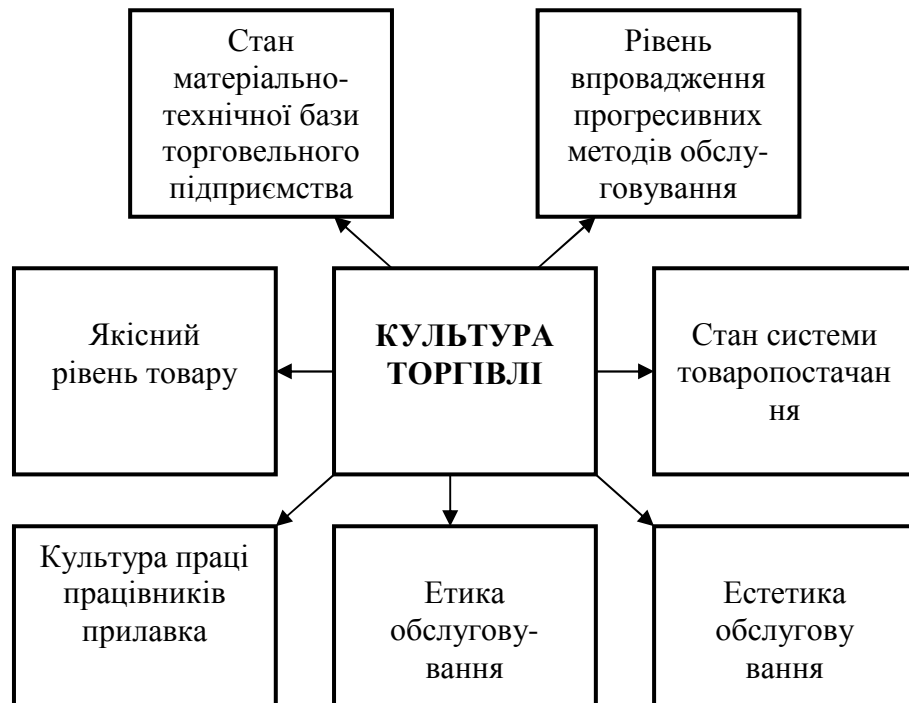 Стан
матеріально-
технічної бази
торговельного
підприємства
Рівень
впровадження
прогресивних
методів обслу-
говування
Якісний
рівень товару
КУЛЬТУРА
ТОРГІВЛІ
Стан системи
товаропостачан
ня
Культура праці
працівників
прилавка
Етика
обслугову-
вання
Естетика
обслугову
вання